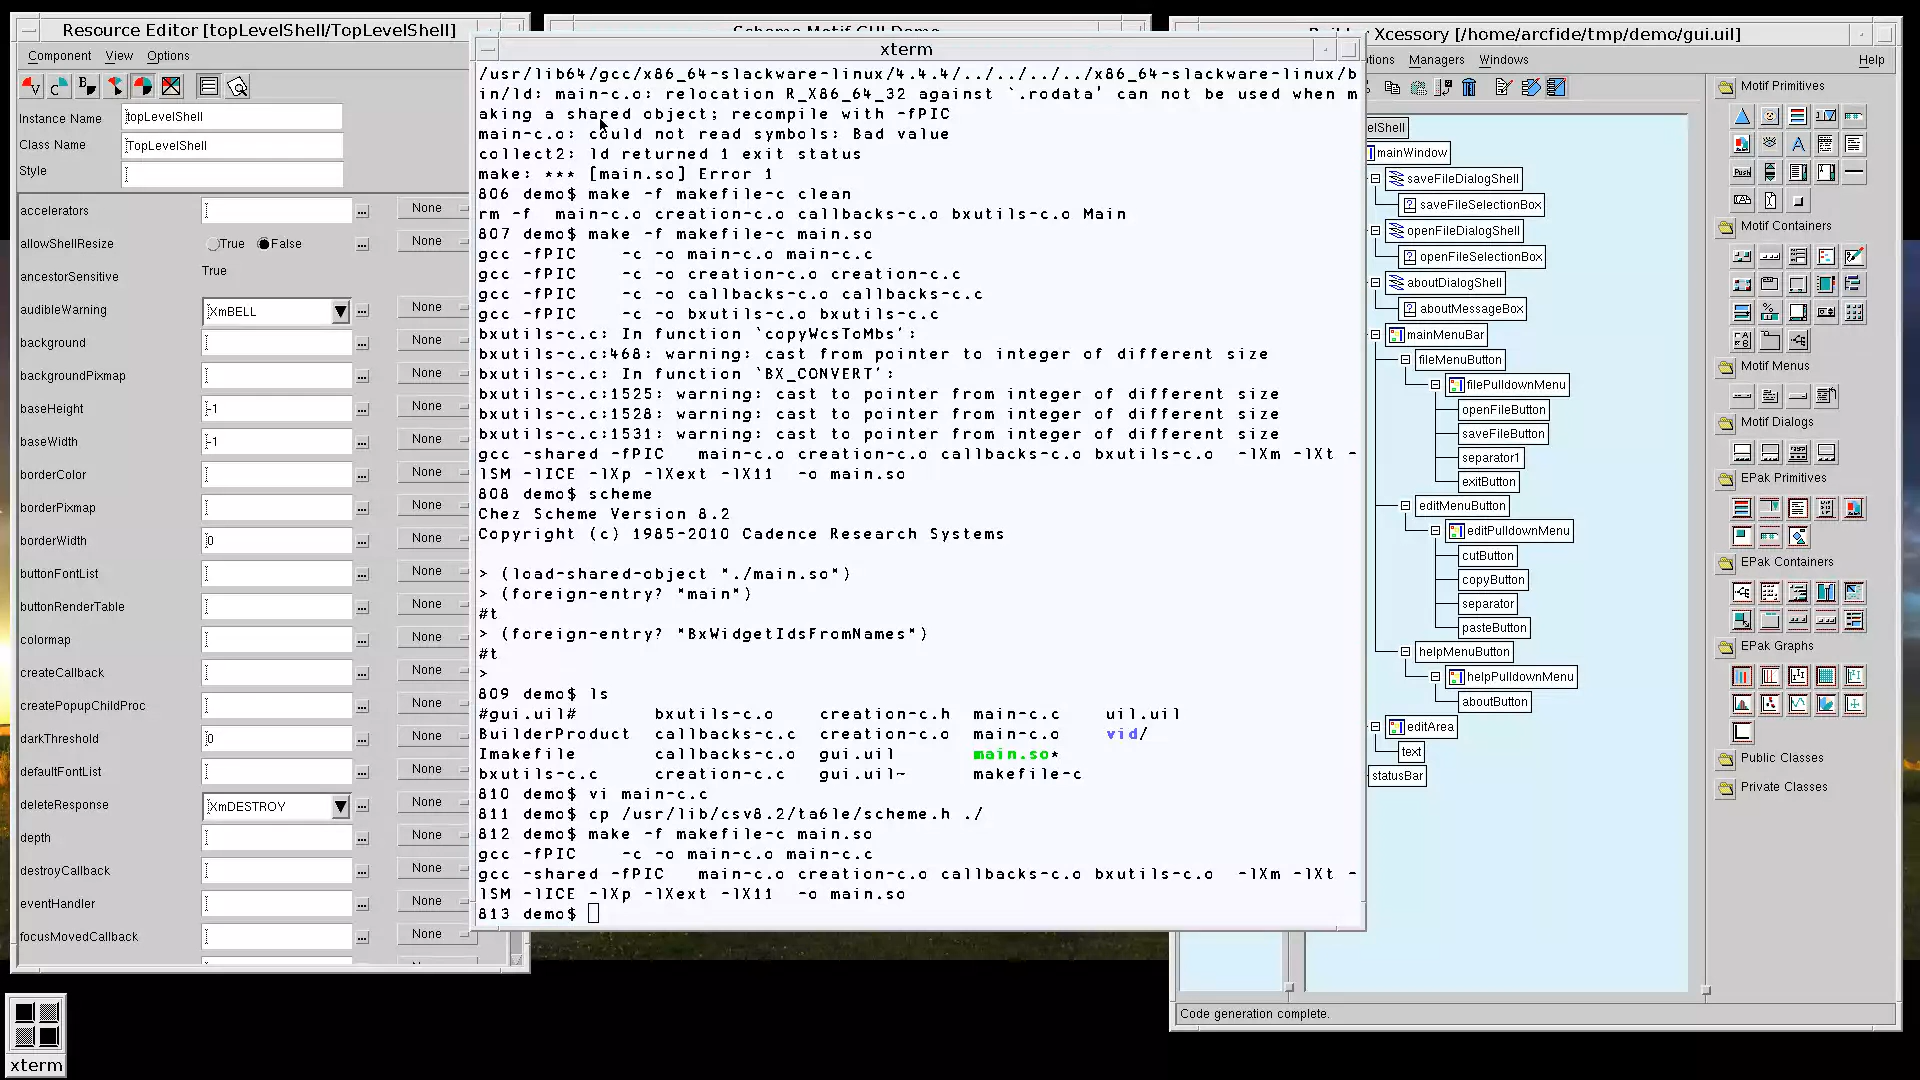 Resource Editor [topLevelShell/TopLevelShell]
Component View Options
Instance Name topLevelShell
Class Name TopLevelShell
Style
accelerators None
allowShellResize True False None
ancestorSensitive True
audibleWarning XmBELL None
background None
backgroundPixmap None
baseHeight -1 None
baseWidth -1 None
borderColor None
borderPixmap None
borderWidth 0 None
buttonFontList None
buttonRenderTable None
colormap None
createCallback None
createPopupChildProc None
darkThreshold 0 None
defaultFontList None
deleteResponse XmDESTROY None
depth None
destroyCallback None
eventHandler None
focusMovedCallback None
xterm
Scheme Motif GUI Demo
xterm
/usr/lib64/gcc/x86_64-slackware-linux/4.4.4/../../../../x86_64-slackware-linux/b
in/ld: main-c.o: relocation R_X86_64_32 against `.rodata' can not be used when m
aking a shared object; recompile with -fPIC
main-c.o: could not read symbols: Bad value
collect2: ld returned 1 exit status
make: *** [main.so] Error 1
806 demo$ make -f makefile-c clean
rm -f  main-c.o creation-c.o callbacks-c.o bxutils-c.o Main
807 demo$ make -f makefile-c main.so
gcc -fPIC    -c -o main-c.o main-c.c
gcc -fPIC    -c -o creation-c.o creation-c.c
gcc -fPIC    -c -o callbacks-c.o callbacks-c.c
gcc -fPIC    -c -o bxutils-c.o bxutils-c.c
bxutils-c.c: In function `copyWcsToMbs':
bxutils-c.c:468: warning: cast from pointer to integer of different size
bxutils-c.c: In function `BX_CONVERT':
bxutils-c.c:1525: warning: cast to pointer from integer of different size
bxutils-c.c:1528: warning: cast to pointer from integer of different size
bxutils-c.c:1531: warning: cast to pointer from integer of different size
gcc -shared -fPIC   main-c.o creation-c.o callbacks-c.o bxutils-c.o  -lXm -lXt -
lSM -lICE -lXp -lXext -lX11  -o main.so
808 demo$ scheme
Chez Scheme Version 8.2
Copyright (c) 1985-2010 Cadence Research Systems
> (load-shared-object "./main.so")
> (foreign-entry? "main")
#t
> (foreign-entry? "BxWidgetIdsFromNames")
#t
>
809 demo$ ls
#gui.uil#       bxutils-c.o    creation-c.h  main-c.c    uil.uil
BuilderProduct  callbacks-c.c  creation-c.o  main-c.o    vid/
Imakefile       callbacks-c.o  gui.uil       main.so*
bxutils-c.c     creation-c.c   gui.uil~      makefile-c
810 demo$ vi main-c.c
811 demo$ cp /usr/lib/csv8.2/ta6le/scheme.h ./
812 demo$ make -f makefile-c main.so
gcc -fPIC    -c -o main-c.o main-c.c
gcc -shared -fPIC   main-c.o creation-c.o callbacks-c.o bxutils-c.o  -lXm -lXt -
lSM -lICE -lXp -lXext -lX11  -o main.so
813 demo$
Xcessory [/home/arcfide/tmp/demo/gui.uil]
tions Managers Windows Help
elShell
mainWindow
saveFileDialogShell
saveFileSelectionBox
openFileDialogShell
openFileSelectionBox
aboutDialogShell
aboutMessageBox
mainMenuBar
fileMenuButton
filePulldownMenu
openFileButton
saveFileButton
separator1
exitButton
editMenuButton
editPulldownMenu
cutButton
copyButton
separator
pasteButton
helpMenuButton
helpPulldownMenu
aboutButton
editArea
text
statusBar
Motif Primitives
Push
Motif Containers
Motif Menus
Motif Dialogs
EPak Primitives
EPak Containers
EPak Graphs
Public Classes
Private Classes
Code generation complete.